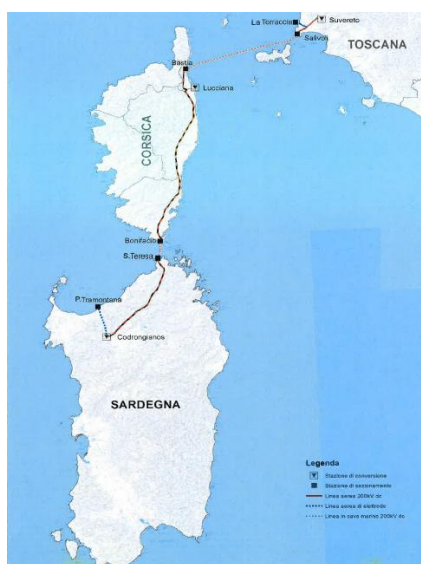 La Torraccia
Suvereto
Salivoli
TOSCANA
Bastia
Lucciana
CORSICA
Bonifacio
S.Teresa
P.Tramontana
Codrongianos
SARDEGNA
Legenda
Stazione di conversione
Stazione di sezionamento
Linea aerea 200kV dc
Linea aerea di elettrodo
Linea in cavo marino 200kV dc